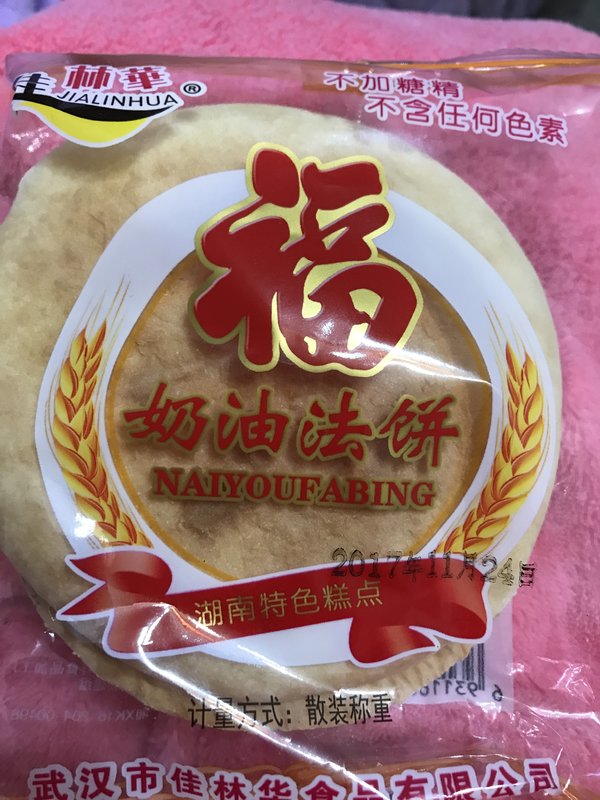 佳林華®
JIALINHUA
不加糖精
不含任何色素
福
奶油法饼
NAIYOUFABING
2017年11月24日
湖南特色糕点
计量方式：散装称重
武汉市佳林华食品有限公司